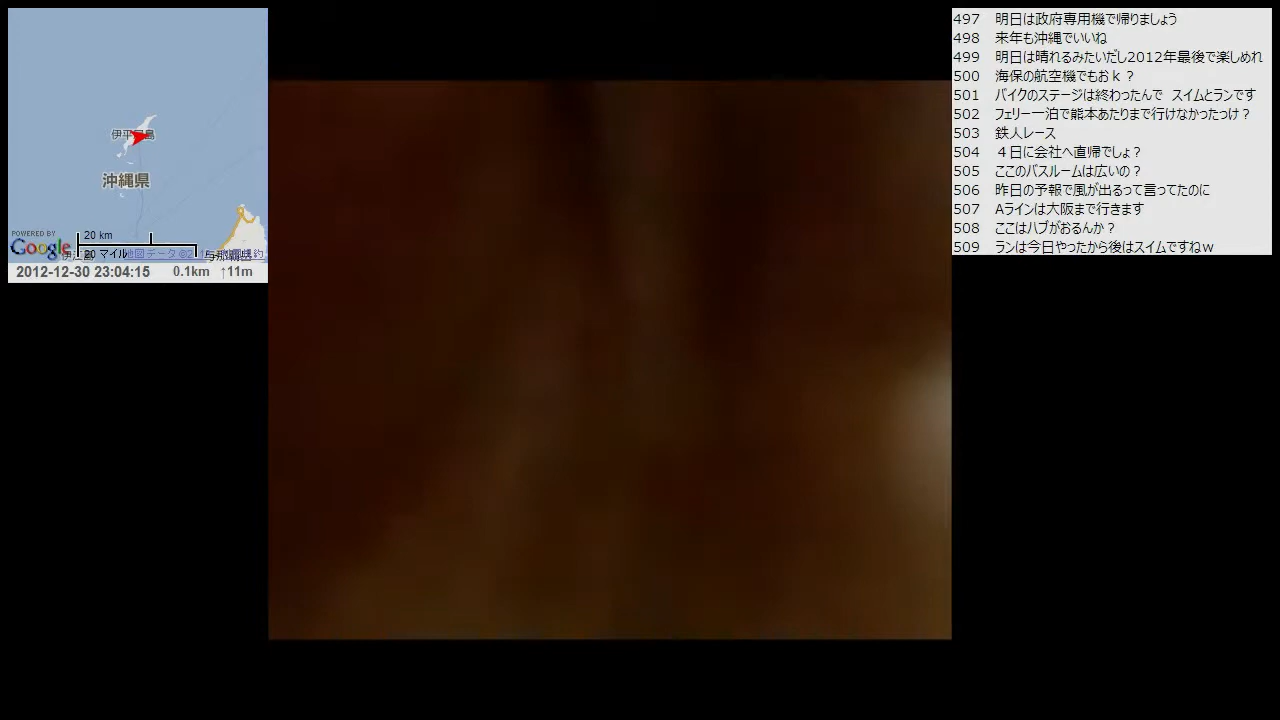 伊平屋島
沖縄県
POWERED BY
Google
20 km
20 マイル
地図データ
2012-12-30 23:04:15 0.1km ↑11m
497 明日は政府専用機で帰りましょう
498 来年も沖縄でいいね
499 明日は晴れるみたいだし2012年最後で楽しめれ
500 海保の航空機でもおｋ？
501 バイクのステージは終わったんで　スイムとランです
502 フェリー一泊で熊本あたりまで行けなかったっけ？
503 鉄人レース
504 ４日に会社へ直帰でしょ？
505 ここのバスルームは広いの？
506 昨日の予報で風が出るって言ってたのに
507 Aラインは大阪まで行きます
508 ここはハブがおるんか？
509 ランは今日やったから後はスイムですねｗ